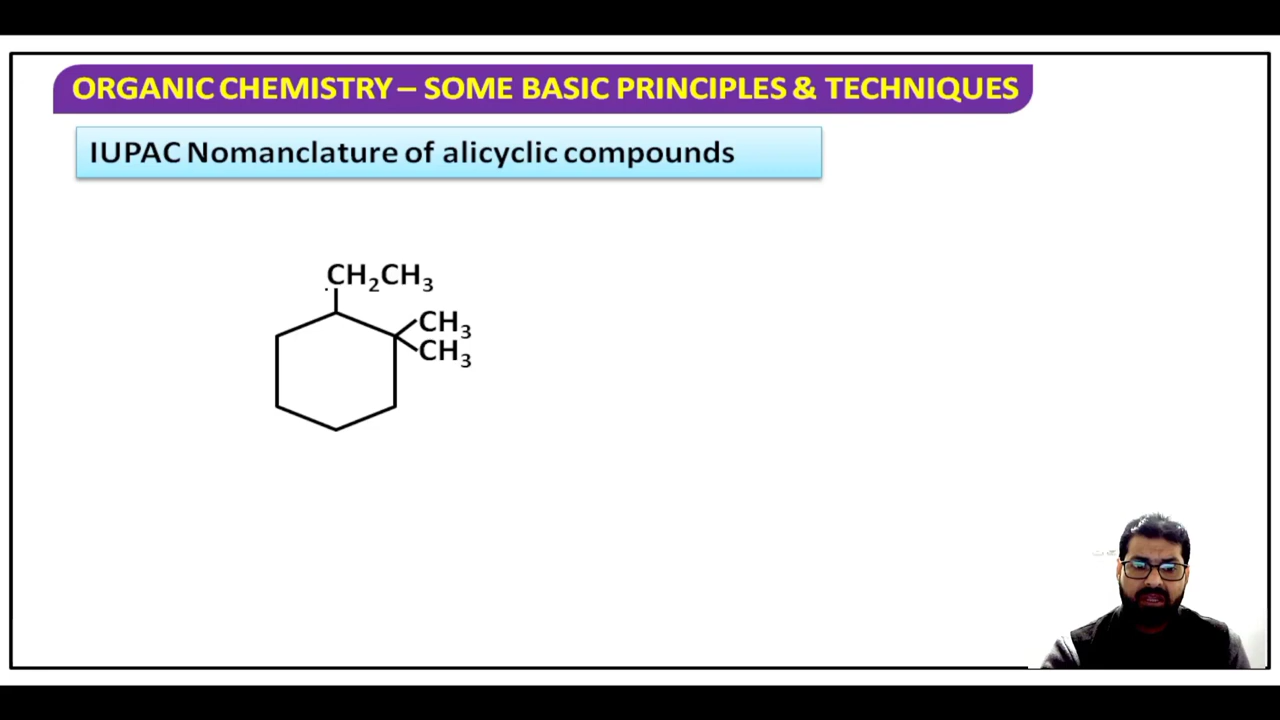 ORGANIC CHEMISTRY – SOME BASIC PRINCIPLES & TECHNIQUES
IUPAC Nomanclature of alicyclic compounds
CH₂CH₃
CH₃
CH₃